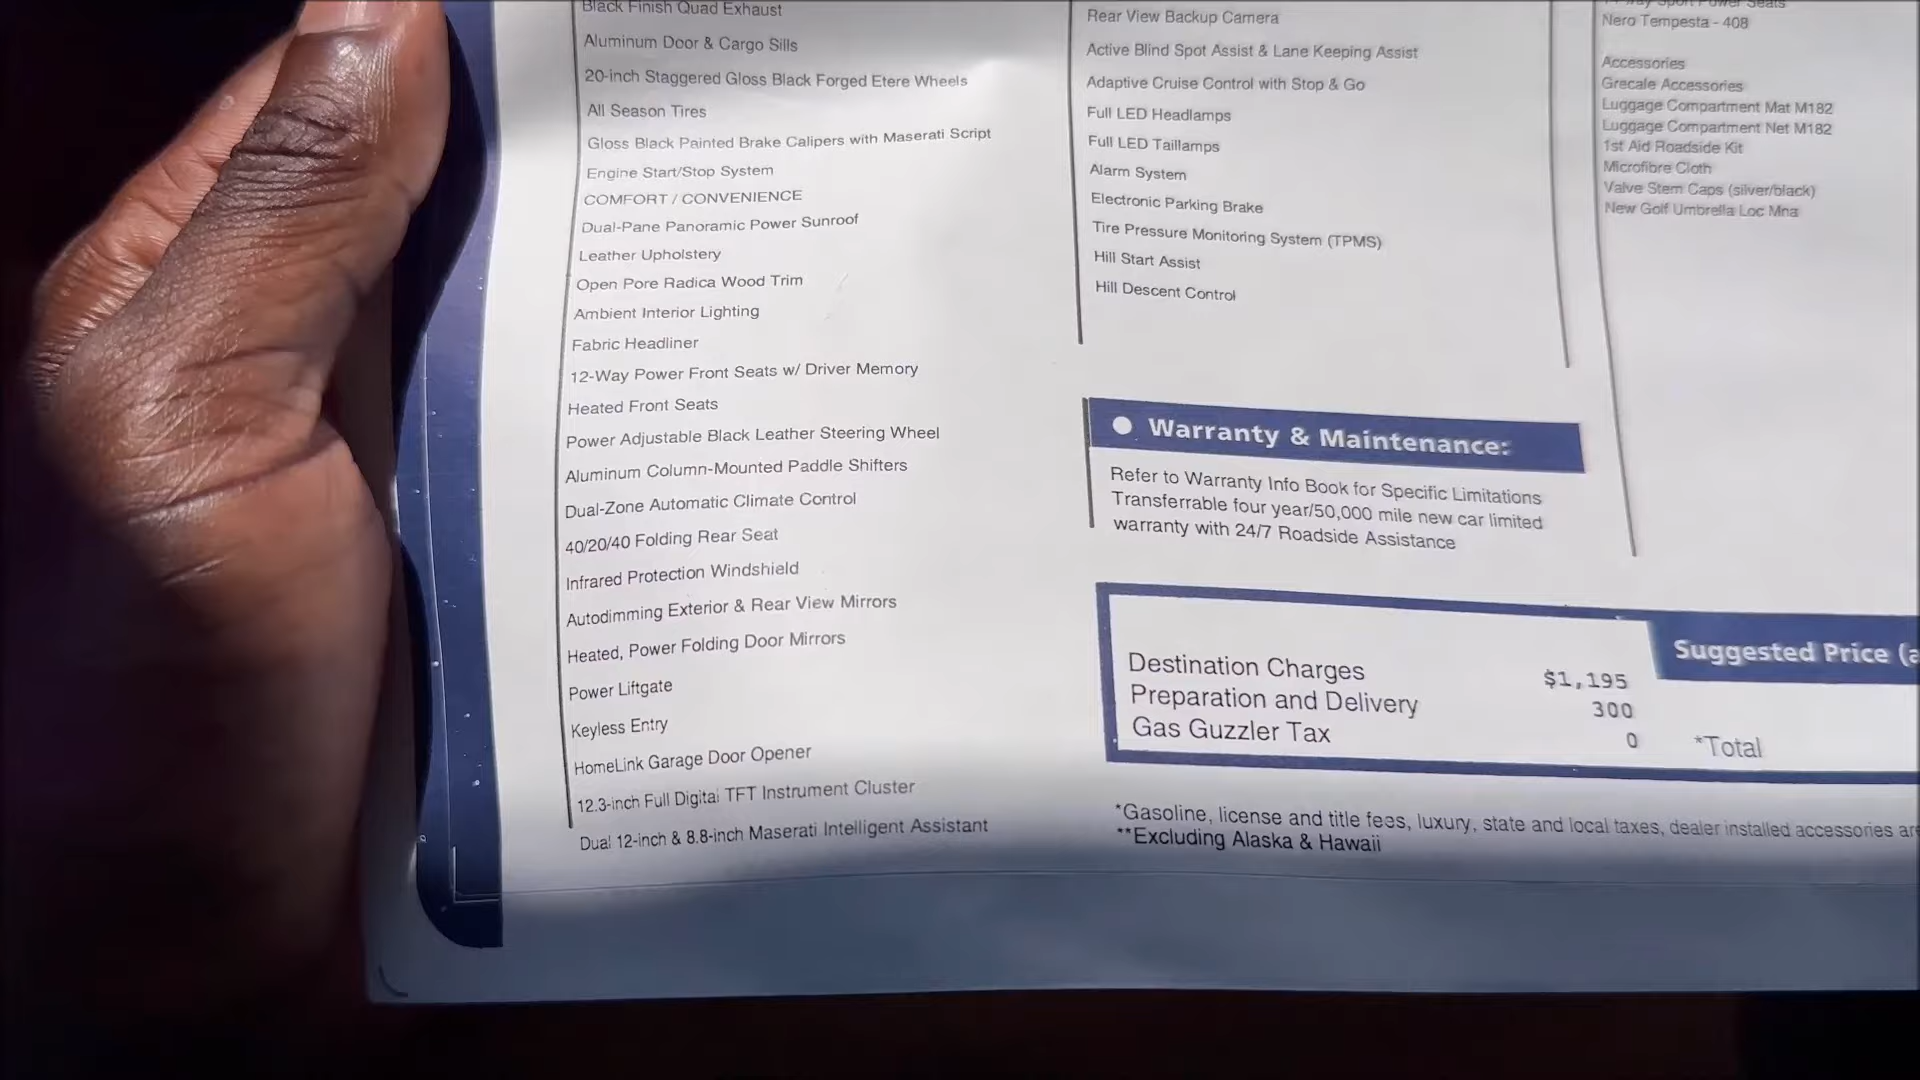 Black Finish Quad Exhaust
Aluminum Door & Cargo Sills
20-inch Staggered Gloss Black Forged Etere Wheels
All Season Tires
Gloss Black Painted Brake Calipers with Maserati Script
Engine Start/Stop System
COMFORT / CONVENIENCE
Dual-Pane Panoramic Power Sunroof
Leather Upholstery
Open Pore Radica Wood Trim
Ambient Interior Lighting
Fabric Headliner
12-Way Power Front Seats w/ Driver Memory
Heated Front Seats
Power Adjustable Black Leather Steering Wheel
Aluminum Column-Mounted Paddle Shifters
Dual-Zone Automatic Climate Control
40/20/40 Folding Rear Seat
Infrared Protection Windshield
Autodimming Exterior & Rear View Mirrors
Heated, Power Folding Door Mirrors
Power Liftgate
Keyless Entry
HomeLink Garage Door Opener
12.3-inch Full Digital TFT Instrument Cluster
Dual 12-inch & 8.8-inch Maserati Intelligent Assistant
Rear View Backup Camera
Active Blind Spot Assist & Lane Keeping Assist
Adaptive Cruise Control with Stop & Go
Full LED Headlamps
Full LED Taillamps
Alarm System
Electronic Parking Brake
Tire Pressure Monitoring System (TPMS)
Hill Start Assist
Hill Descent Control
Warranty & Maintenance:
Refer to Warranty Info Book for Specific Limitations
Transferrable four year/50,000 mile new car limited
warranty with 24/7 Roadside Assistance
Sport Power Seats
Nero Tempesta - 408
Accessories
Grecale Accessories
Luggage Compartment Mat M182
Luggage Compartment Net M182
1st Aid Roadside Kit
Microfibre Cloth
Valve Stem Caps (silver/black)
New Golf Umbrella Loc Mna
Suggested Price (a
Destination Charges $1,195
Preparation and Delivery 300
Gas Guzzler Tax 0
*Total
*Gasoline, license and title fees, luxury, state and local taxes, dealer installed accessories are
**Excluding Alaska & Hawaii